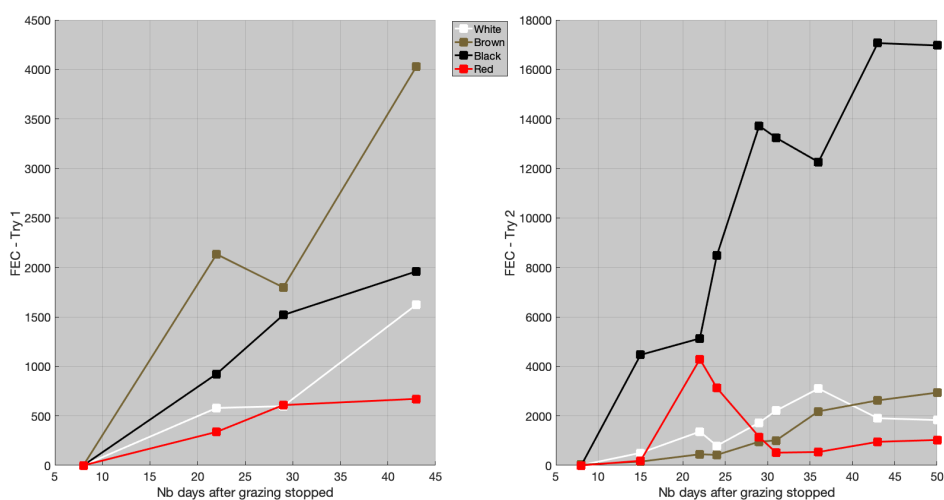 4500
4000
3500
3000
2500
2000
1500
1000
500
0
FEC - Try 1
5 10 15 20 25 30 35 40 45
Nb days after grazing stopped
White
Brown
Black
Red
18000
16000
14000
12000
10000
8000
6000
4000
2000
0
FEC - Try 2
5 10 15 20 25 30 35 40 45 50
Nb days after grazing stopped